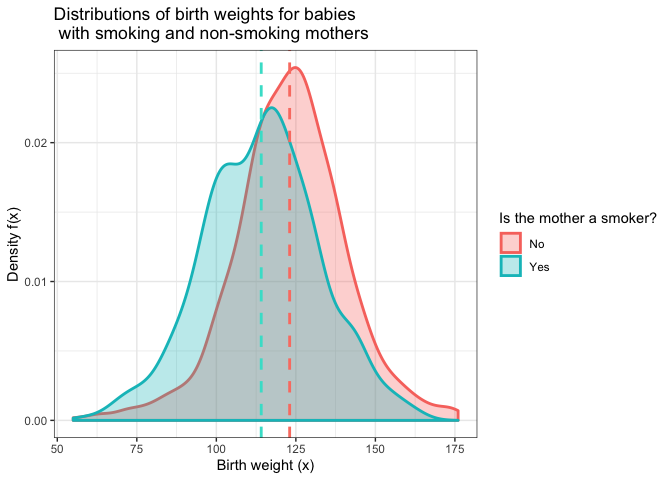 Distributions of birth weights for babies
with smoking and non-smoking mothers
Density f(x)
0.02
0.01
0.00
50 75 100 125 150 175
Birth weight (x)
Is the mother a smoker?
No
Yes